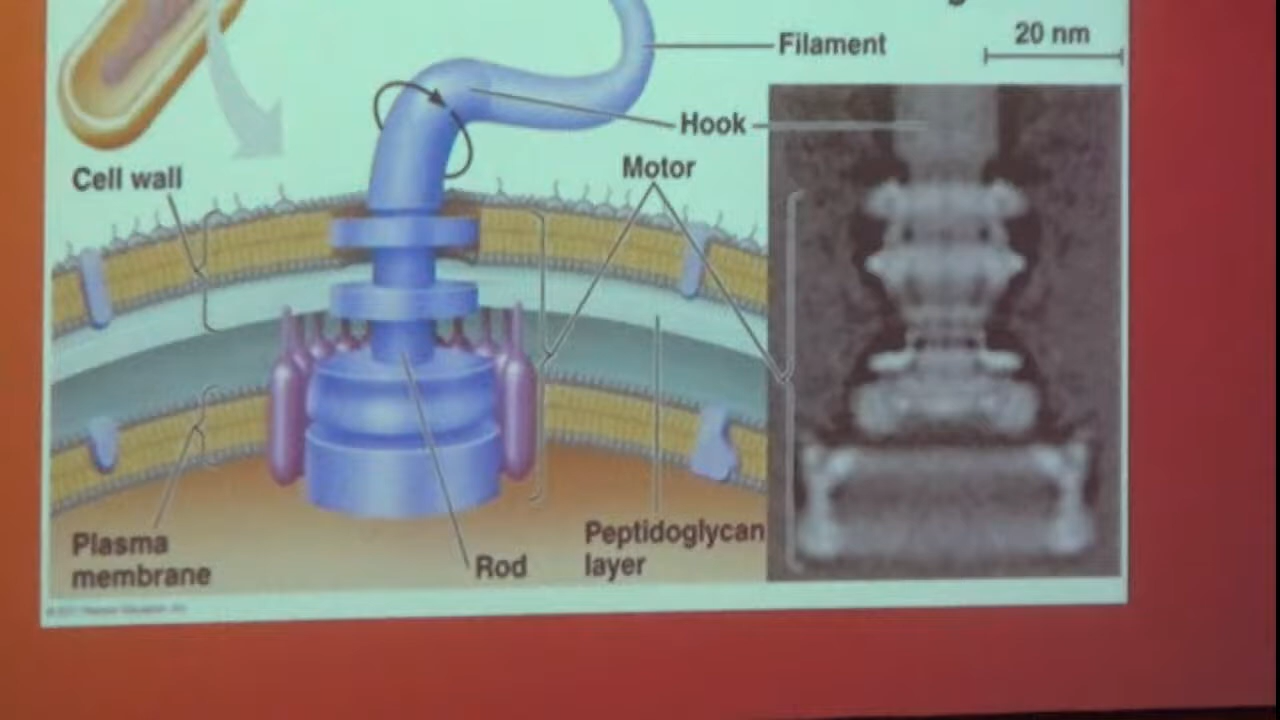 20 nm
Filament
Hook
Motor
Cell wall
Plasma
membrane
Rod
Peptidoglycan
layer